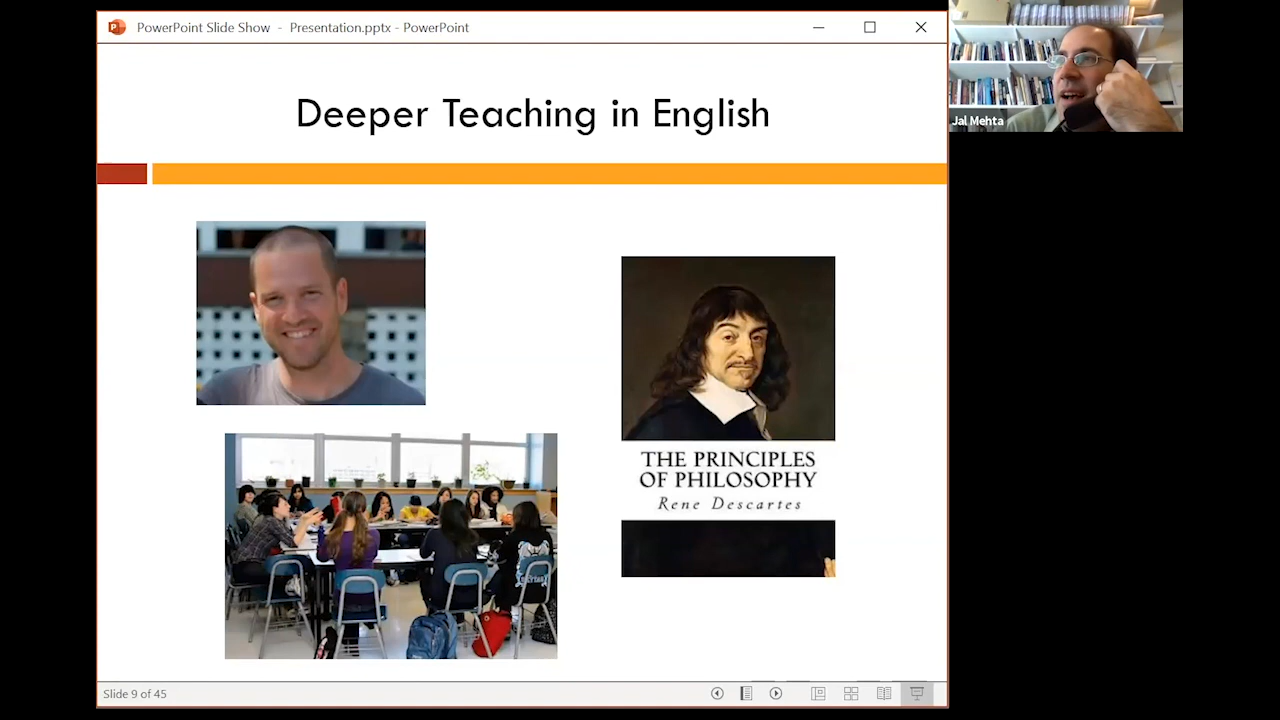 PowerPoint Slide Show - Presentation.pptx - PowerPoint
Jal Mehta
Deeper Teaching in English
THE PRINCIPLES
OF PHILOSOPHY
Rene Descartes
Slide 9 of 45